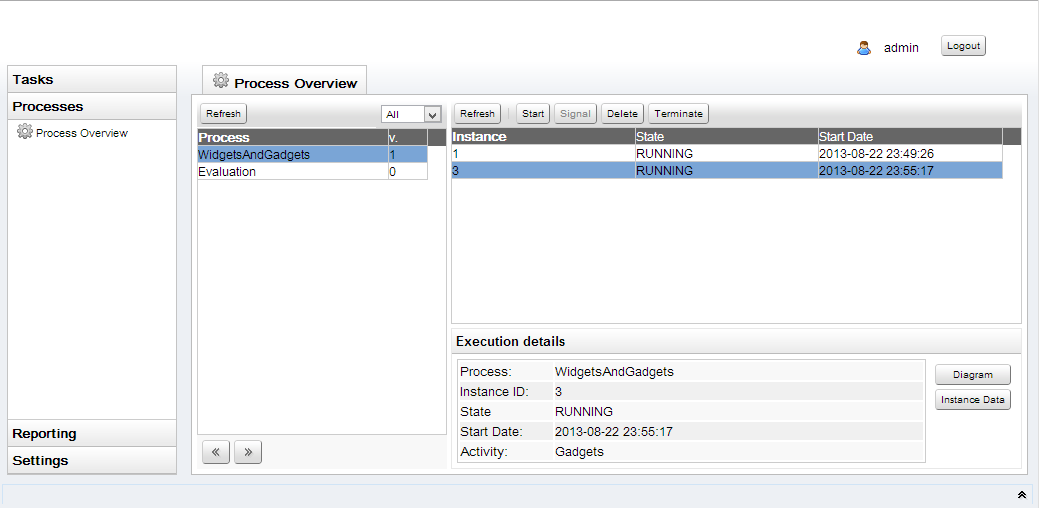 admin Logout
Tasks
Processes
Process Overview
Reporting
Settings
Process Overview
Refresh All
Process v.
WidgetsAndGadgets 1
Evaluation 0
« »
Refresh Start Signal Delete Terminate
Instance State Start Date
1 RUNNING 2013-08-22 23:49:26
3 RUNNING 2013-08-22 23:55:17
Execution details
Process: WidgetsAndGadgets
Instance ID: 3
State RUNNING
Start Date: 2013-08-22 23:55:17
Activity: Gadgets
Diagram
Instance Data